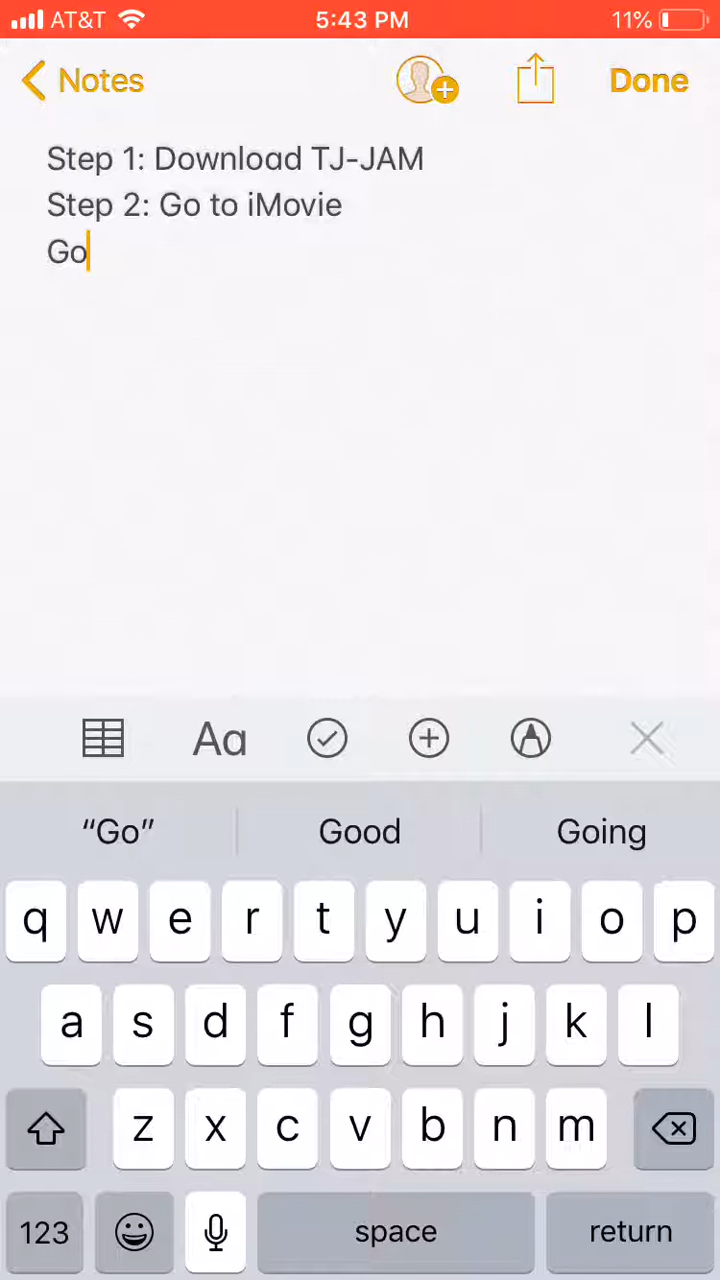 AT&T 5:43 PM 11%
Notes Done
Step 1: Download TJ-JAM
Step 2: Go to iMovie
Go
Aa
“Go” Good Going
q w e r t y u i o p
a s d f g h j k l
z x c v b n m
123 space return